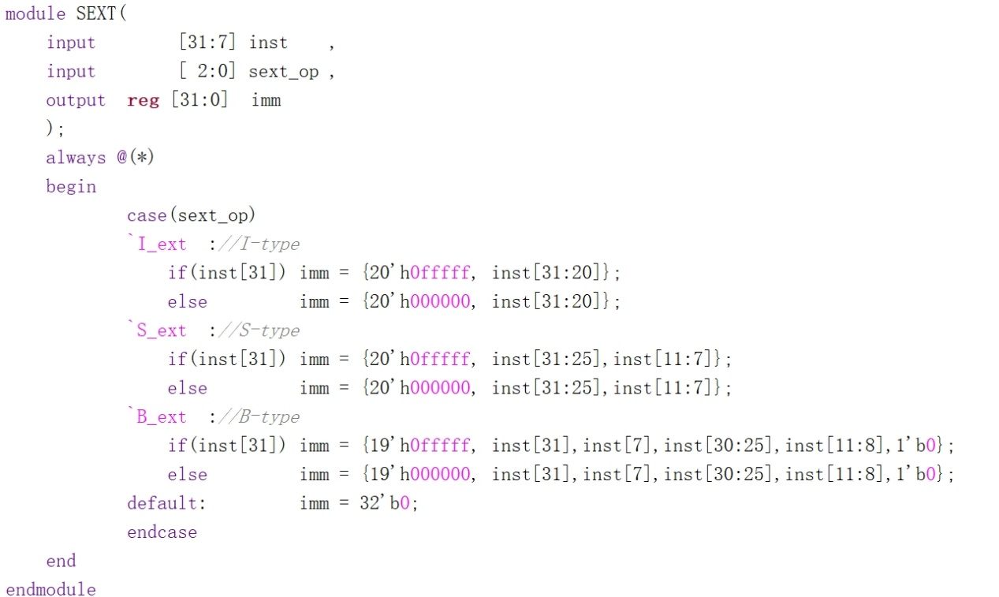 module SEXT(
    input        [31:7] inst    ,
    input        [ 2:0] sext_op ,
    output  reg [31:0]  imm
    );
    always @(*)
    begin
            case(sext_op)
            `I_ext  ://I-type
                if(inst[31]) imm = {20'h0fffff, inst[31:20]};
                else         imm = {20'h000000, inst[31:20]};
            `S_ext  ://S-type
                if(inst[31]) imm = {20'h0fffff, inst[31:25],inst[11:7]};
                else         imm = {20'h000000, inst[31:25],inst[11:7]};
            `B_ext  ://B-type
                if(inst[31]) imm = {19'h0fffff, inst[31],inst[7],inst[30:25],inst[11:8],1'b0};
                else         imm = {19'h000000, inst[31],inst[7],inst[30:25],inst[11:8],1'b0};
            default:         imm = 32'b0;
            endcase
    end
endmodule